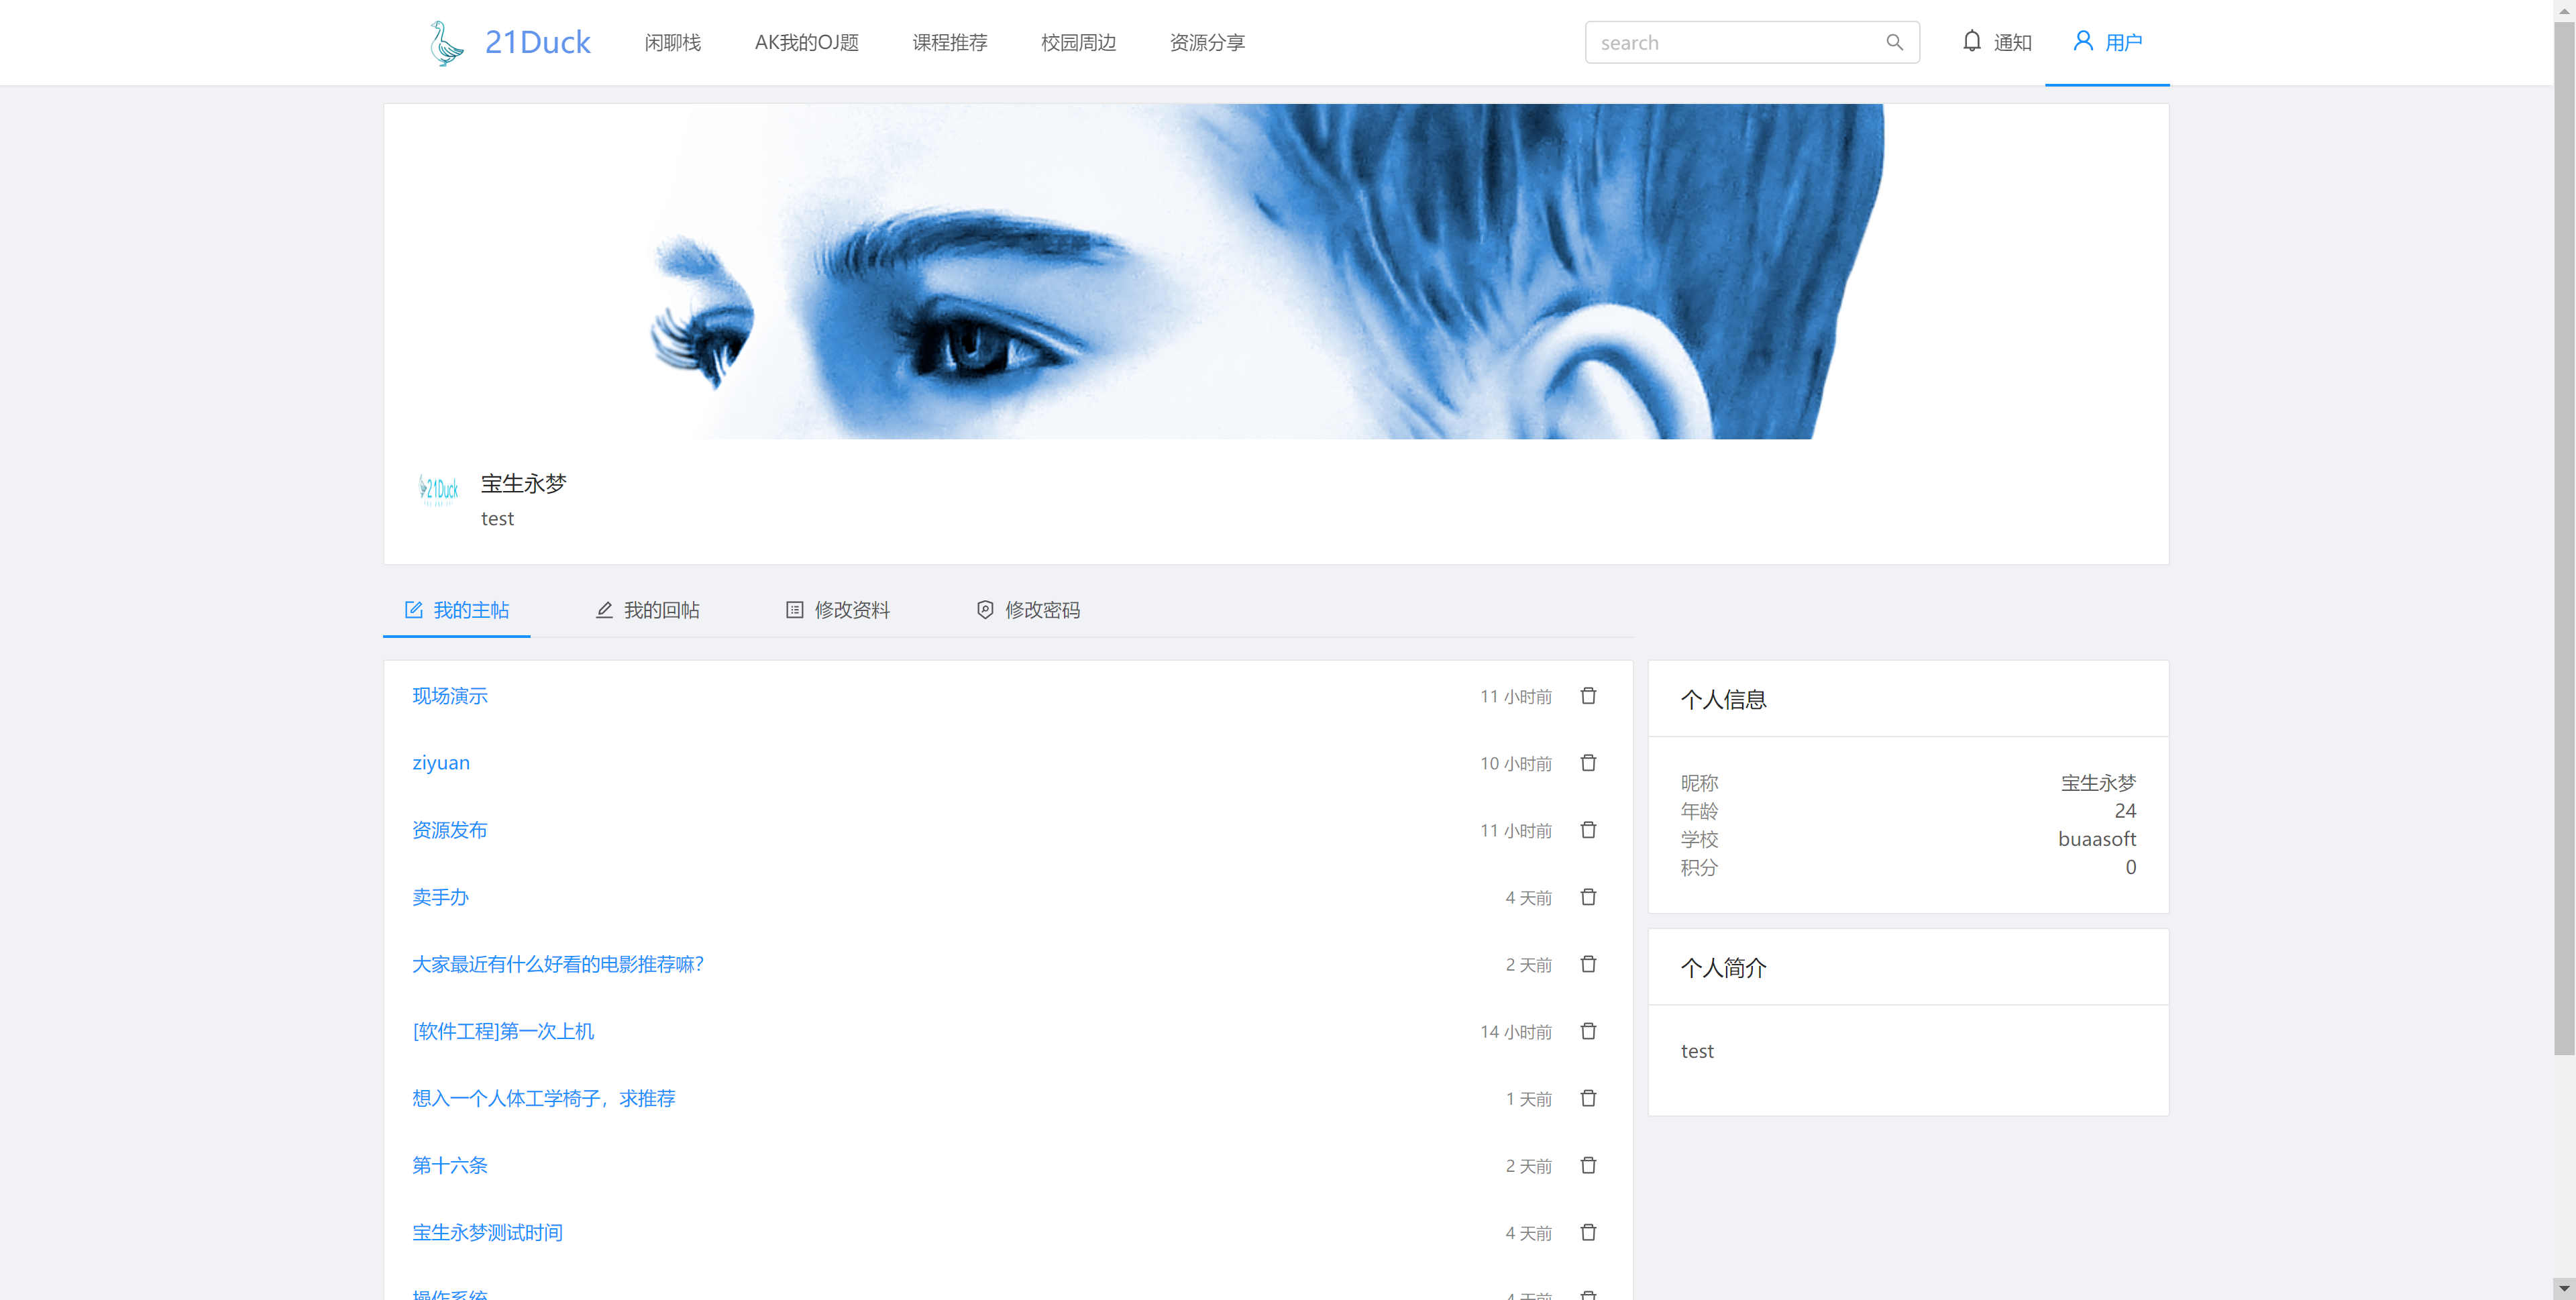 21Duck 闲聊栈 AK我的OJ题 课程推荐 校园周边 资源分享 search 通知 用户
21Duck
宝生永梦
test
我的主帖 我的回帖 修改资料 修改密码
现场演示 11 小时前
ziyuan 10 小时前
资源发布 11 小时前
卖手办 4 天前
大家最近有什么好看的电影推荐嘛? 2 天前
[软件工程]第一次上机 14 小时前
想入一个人体工学椅子，求推荐 1 天前
第十六条 2 天前
宝生永梦测试时间 4 天前
操作系统 4 天前
个人信息
昵称 宝生永梦
年龄 24
学校 buaasoft
积分 0
个人简介
test